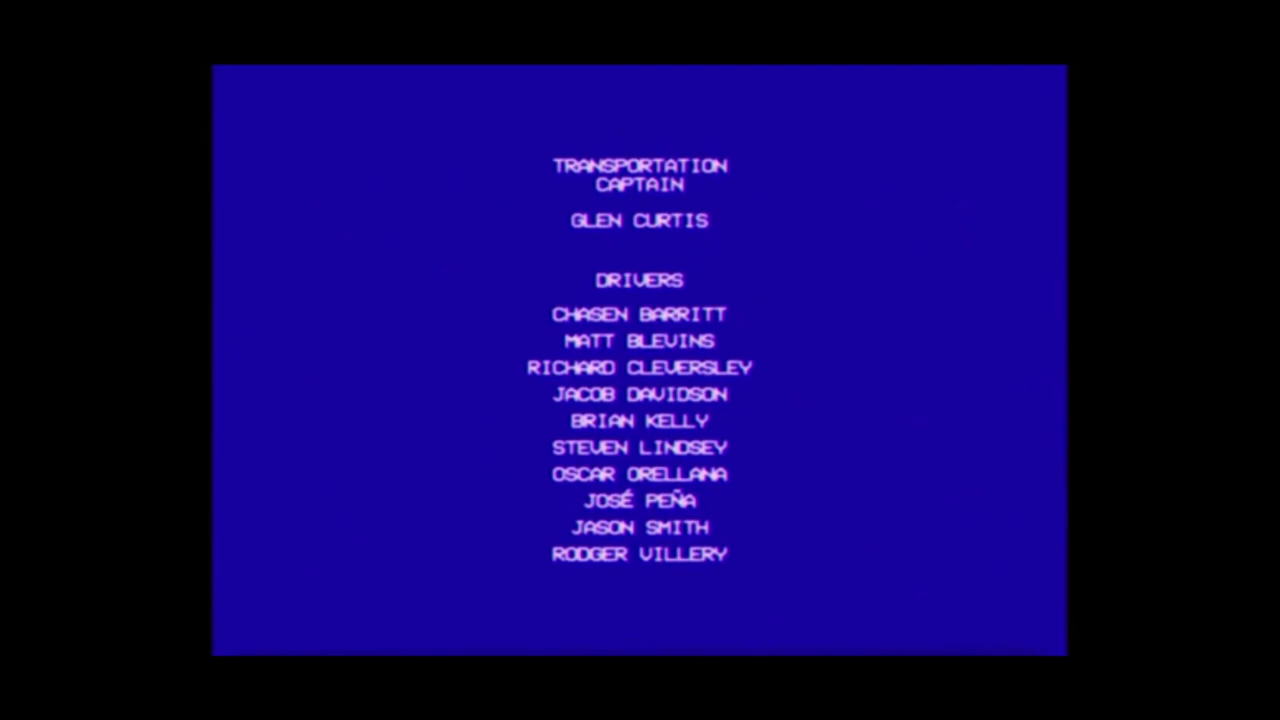 TRANSPORTATION
CAPTAIN
GLEN CURTIS
DRIVERS
CHASEN BARRITT
MATT BLEVINS
RICHARD CLEVERSLEY
JACOB DAVIDSON
BRIAN KELLY
STEVEN LINDSEY
OSCAR ORELLANA
JOSÉ PEÑA
JASON SMITH
RODGER VILLERY